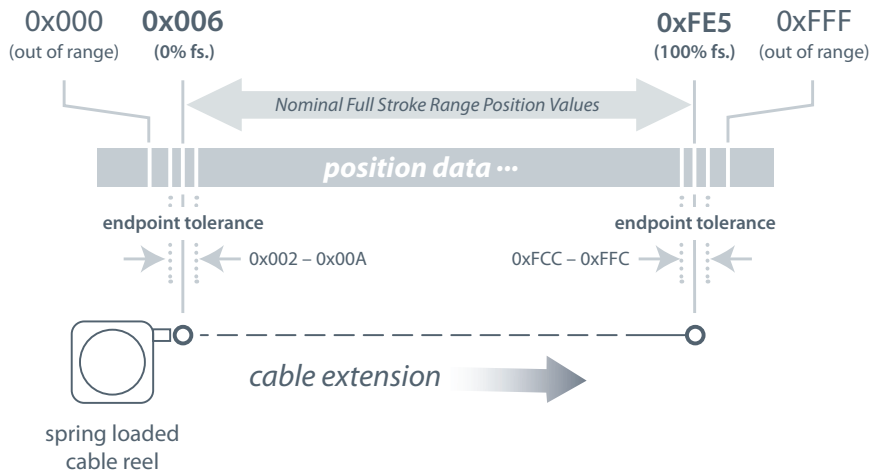 0x000 0x006 0xFE5 0xFFF
(out of range) (0% fs.) (100% fs.) (out of range)
Nominal Full Stroke Range Position Values
position data ···
endpoint tolerance endpoint tolerance
0x002 – 0x00A 0xFCC – 0xFFC
cable extension
spring loaded
cable reel